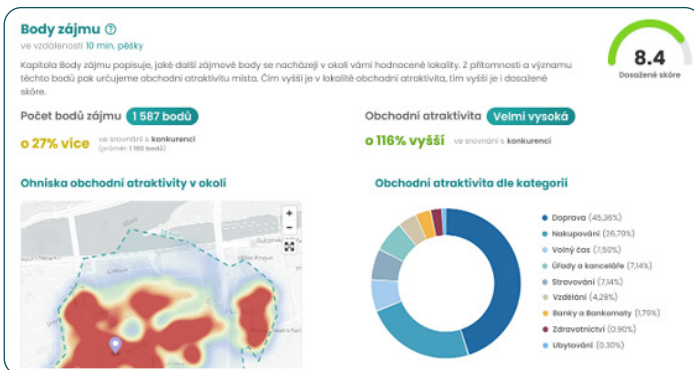 Body zájmu
ve vzdálenosti 10 min. pěšky
Kapitola Body zájmu popisuje, jaké další zájmové body se nacházejí v okolí vámi hodnocené lokality. Z přítomnosti a významu
těchto bodů pak určujeme obchodní atraktivitu místa. Čím vyšší je v lokalitě obchodní atraktivita, tím vyšší je i dosažené
skóre.
8.4
Dosažené skóre
Počet bodů zájmu 1 587 bodů
o 27% více ve srovnání s konkurencí
(průměr: 1 150 bodů)
Obchodní atraktivita Velmi vysoká
o 116% vyšší ve srovnání s konkurencí
Ohniska obchodní atraktivity v okolí
+
−
Obchodní atraktivita dle kategorií
Doprava (45,36%)
Nakupování (26,79%)
Volný čas (7,50%)
Úřady a kanceláře (7,14%)
Stravování (7,14%)
Vzdělání (4,29%)
Banky a Bankomaty (1,79%)
Zdravotnictví (0.90%)
Ubytování (0.30%)